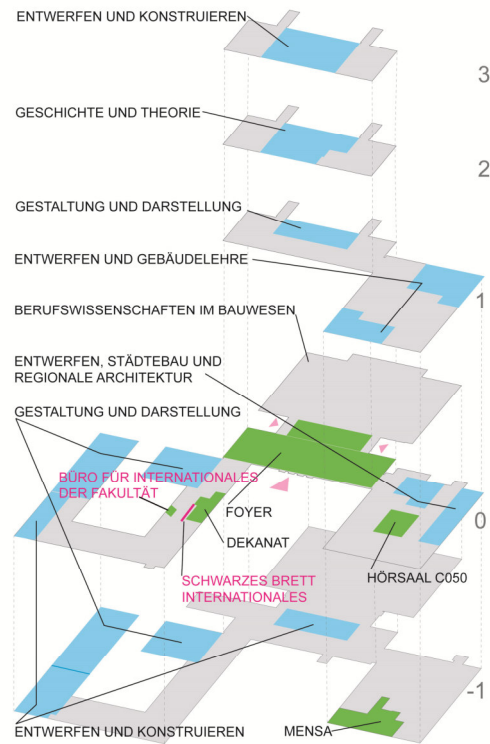 ENTWERFEN UND KONSTRUIEREN
3
GESCHICHTE UND THEORIE
2
GESTALTUNG UND DARSTELLUNG
ENTWERFEN UND GEBÄUDELEHRE
1
BERUFSWISSENSCHAFTEN IM BAUWESEN
ENTWERFEN, STÄDTEBAU UND
REGIONALE ARCHITEKTUR
GESTALTUNG UND DARSTELLUNG
BÜRO FÜR INTERNATIONALES
DER FAKULTÄT
FOYER
0
DEKANAT
SCHWARZES BRETT
INTERNATIONALES
HÖRSAAL C050
-1
ENTWERFEN UND KONSTRUIEREN
MENSA